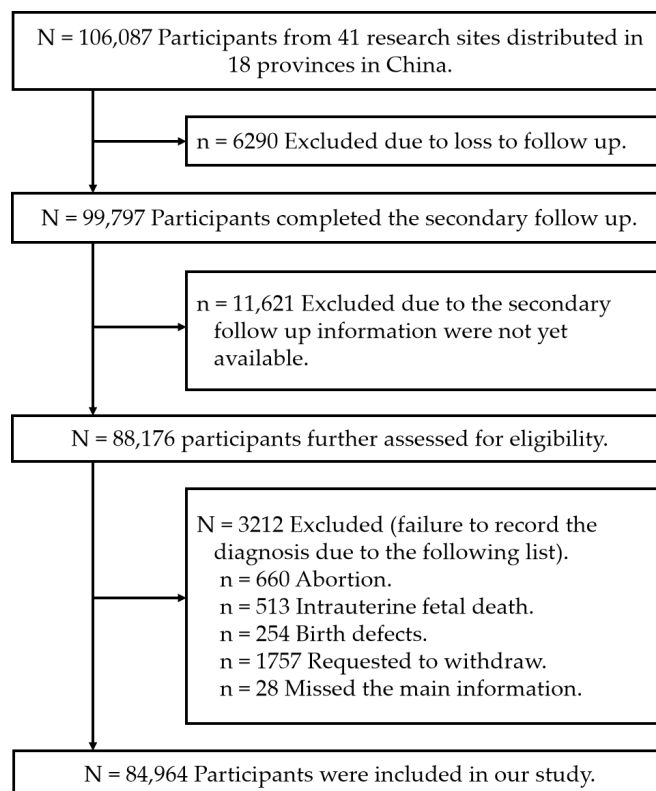 N = 106,087 Participants from 41 research sites distributed in
18 provinces in China.
n = 6290 Excluded due to loss to follow up.
N = 99,797 Participants completed the secondary follow up.
n = 11,621 Excluded due to the secondary
follow up information were not yet
available.
N = 88,176 participants further assessed for eligibility.
N = 3212 Excluded (failure to record the
diagnosis due to the following list).
n = 660 Abortion.
n = 513 Intrauterine fetal death.
n = 254 Birth defects.
n = 1757 Requested to withdraw.
n = 28 Missed the main information.
N = 84,964 Participants were included in our study.